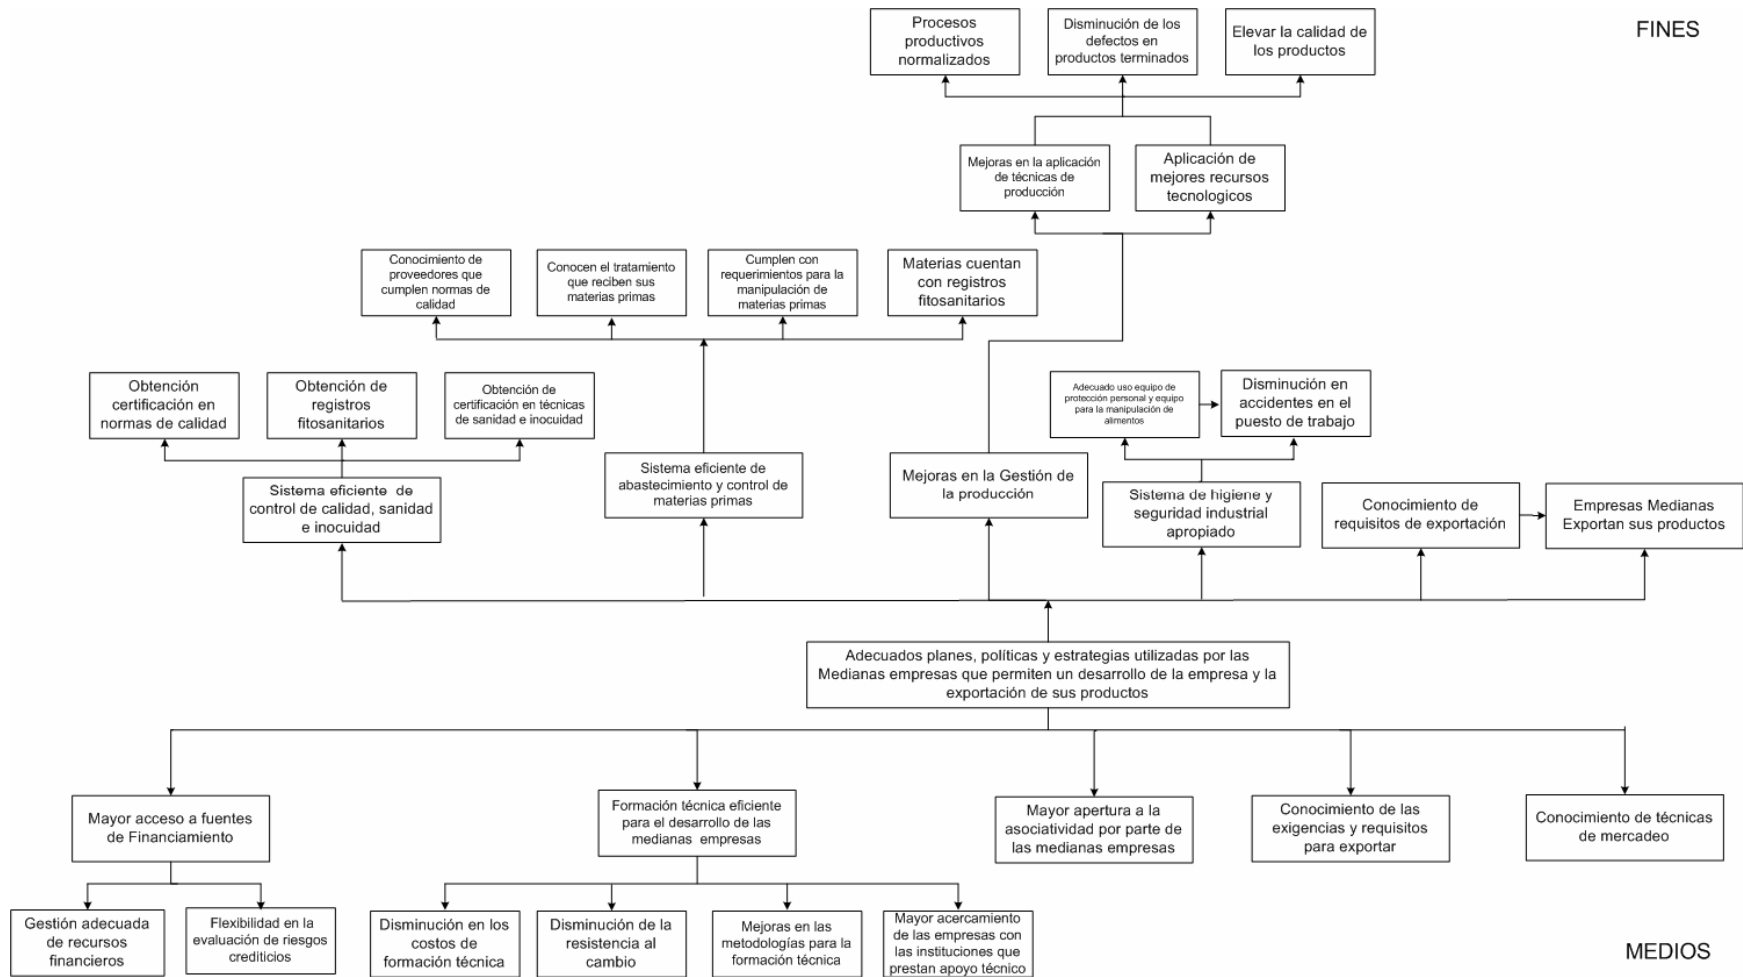 FINES
Procesos
productivos
normalizados
Disminución de los
defectos en
productos terminados
Elevar la calidad de
los productos
Mejoras en la aplicación
de técnicas de
producción
Aplicación de
mejores recursos
tecnologicos
Conocimiento de
proveedores que
cumplen normas de
calidad
Conocen el tratamiento
que reciben sus
materias primas
Cumplen con
requerimientos para la
manipulación de
materias primas
Materias cuentan
con registros
fitosanitarios
Obtención
certificación en
normas de calidad
Obtención de
registros
fitosanitarios
Obtención de
certificación en técnicas
de sanidad e inocuidad
Adecuado uso equipo de
protección personal y equipo
para la manipulación de
alimentos
Disminución en
accidentes en el
puesto de trabajo
Sistema eficiente de
control de calidad, sanidad
e inocuidad
Sistema eficiente de
abastecimiento y control de
materias primas
Mejoras en la Gestión de
la producción
Sistema de higiene y
seguridad industrial
apropiado
Conocimiento de
requisitos de exportación
Empresas Medianas
Exportan sus productos
Adecuados planes, políticas y estrategias utilizadas por las
Medianas empresas que permiten un desarrollo de la empresa y la
exportación de sus productos
Mayor acceso a fuentes
de Financiamiento
Formación técnica eficiente
para el desarrollo de las
medianas empresas
Mayor apertura a la
asociatividad por parte de
las medianas empresas
Conocimiento de las
exigencias y requisitos
para exportar
Conocimiento de técnicas
de mercadeo
Gestión adecuada
de recursos
financieros
Flexibilidad en la
evaluación de riesgos
crediticios
Disminución en los
costos de
formación técnica
Disminución de la
resistencia al
cambio
Mejoras en las
metodologías para la
formación técnica
Mayor acercamiento
de las empresas con
las instituciones que
prestan apoyo técnico
MEDIOS